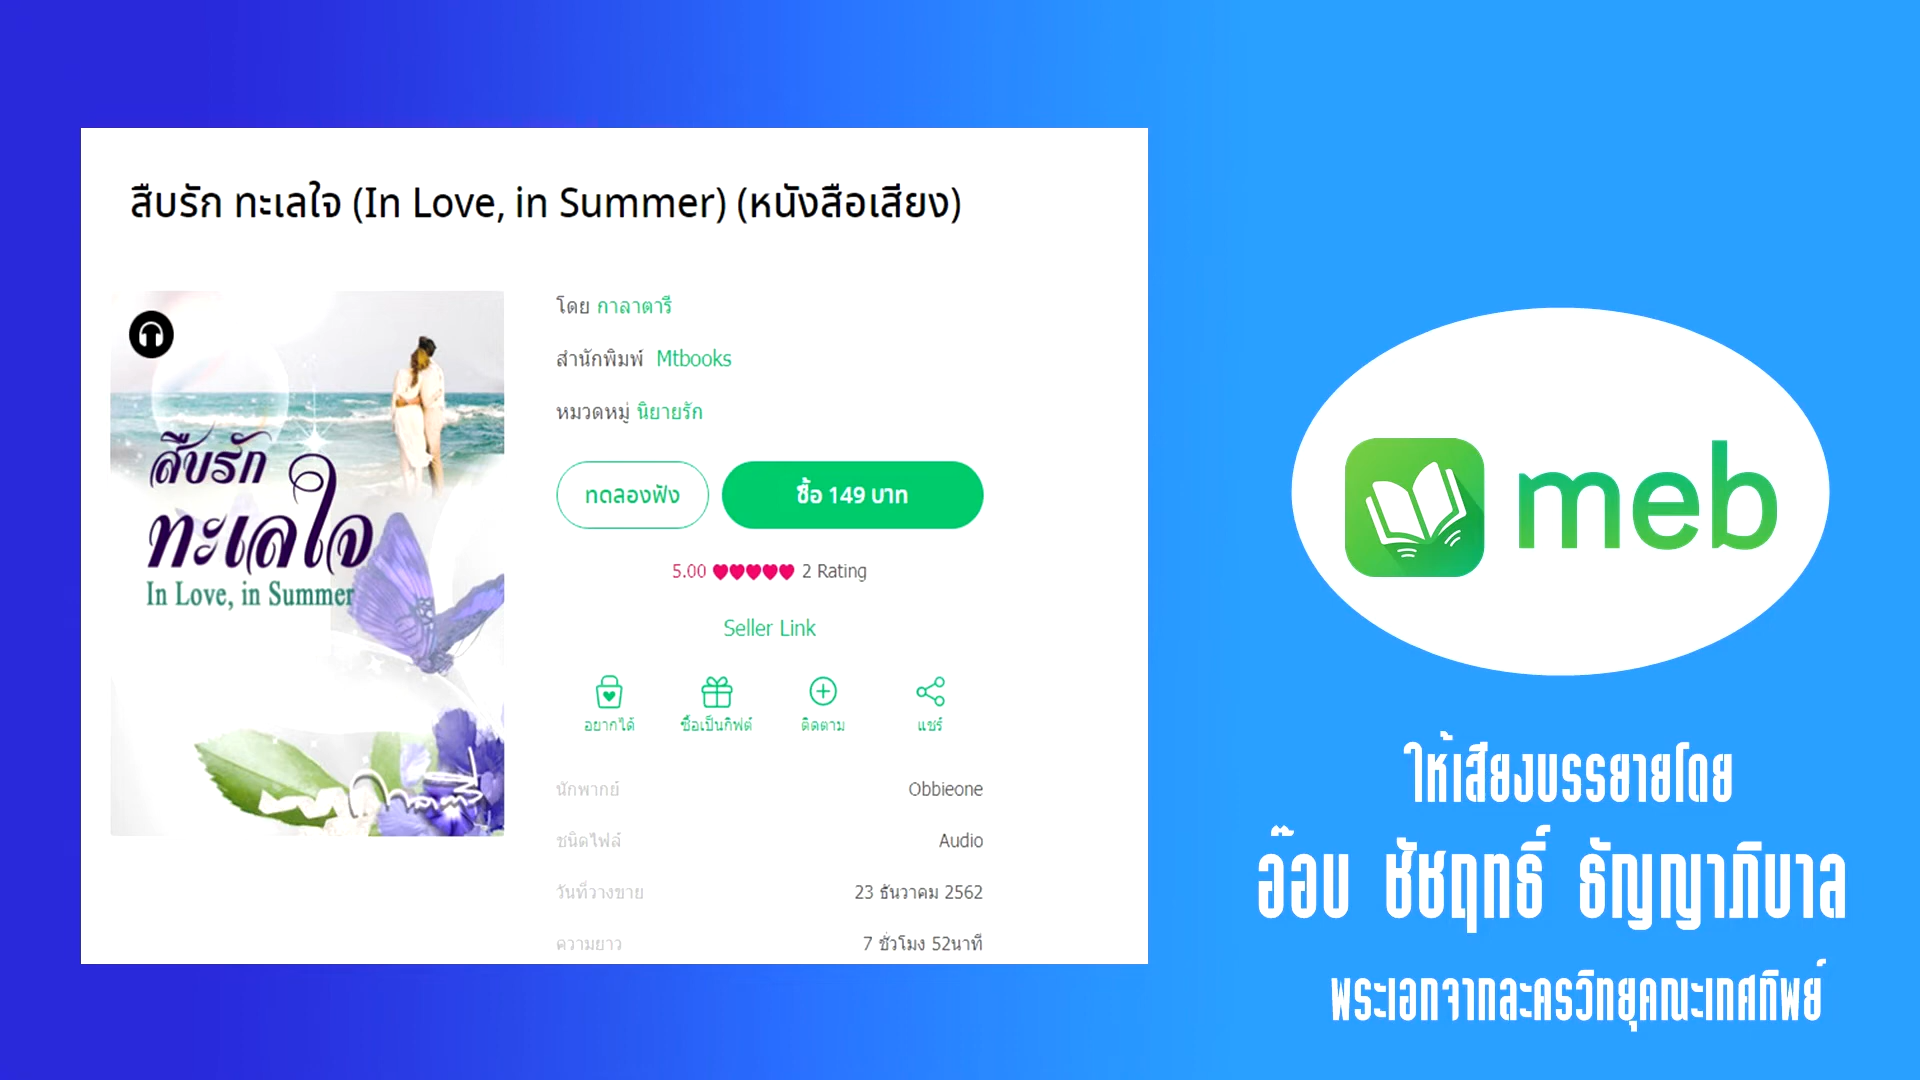 สืบรัก ทะเลใจ (In Love, in Summer) (หนังสือเสียง)
สืบรัก
ทะเลใจ
In Love, in Summer
โดย กาลาตารี
สำนักพิมพ์ Mtbooks
หมวดหมู่ นิยายรัก
ทดลองฟัง
ซื้อ 149 บาท
5.00 2 Rating
Seller Link
อยากได้
ซื้อเป็นกิฟต์
ติดตาม
แชร์
นักพากย์ Obbieone
ชนิดไฟล์ Audio
วันที่วางขาย 23 ธันวาคม 2562
ความยาว 7 ชั่วโมง 52นาที
meb
ให้เสียงบรรยายโดย
อ๊อบ ชัชฤทธิ์ ธัญญาภิบาล
พระเอกจากละครวิทยุคณะเกศทิพย์